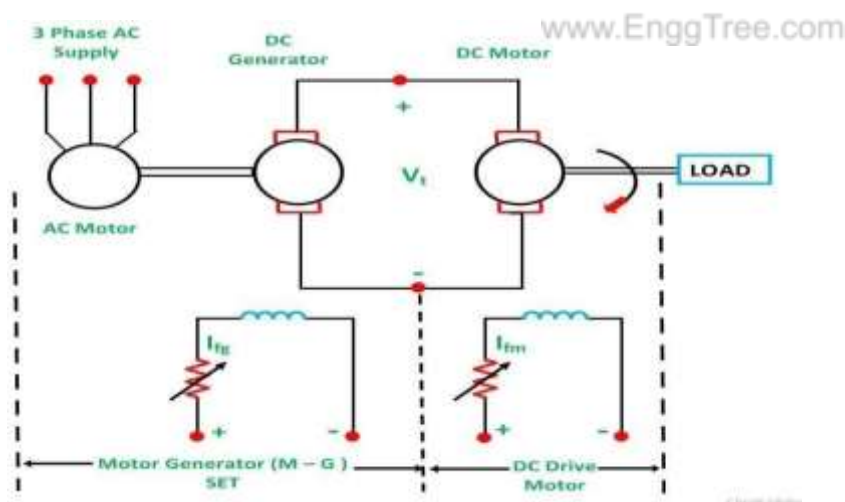 www.EnggTree.com
3 Phase AC
Supply
DC
Generator
DC Motor
+
Vt
LOAD
AC Motor
-
Ifg
Ifm
+
-
+
-
Motor Generator (M – G )
SET
DC Drive
Motor